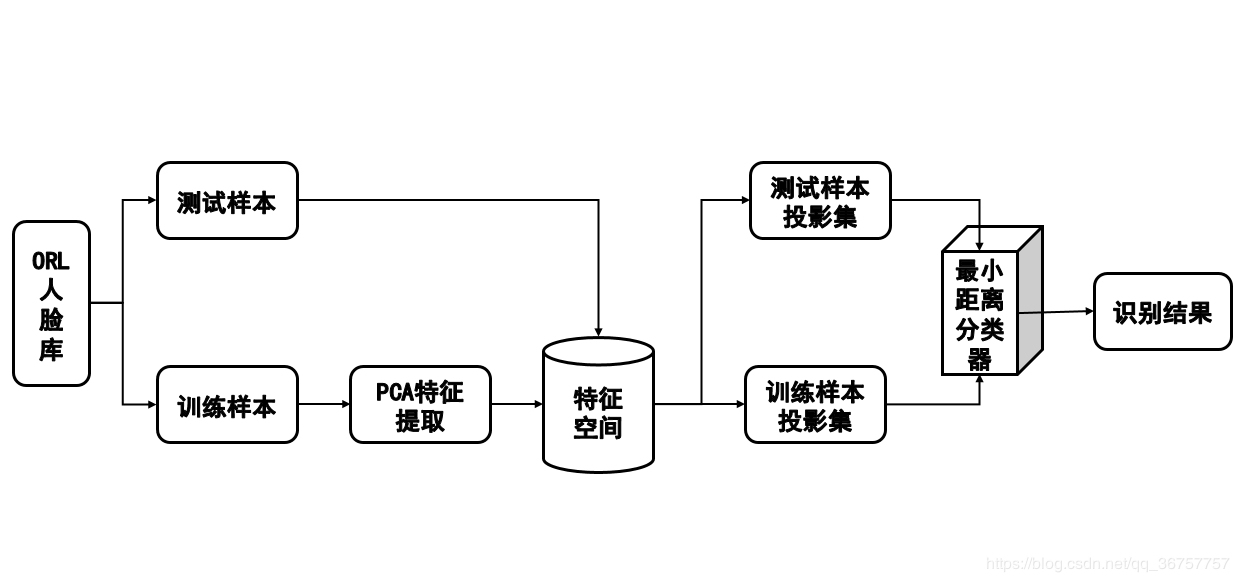 ORL
人
脸
库
测试样本
训练样本
PCA特征
提取
特征
空间
测试样本
投影集
训练样本
投影集
最小
距离
分类
器
识别结果
https://blog.csdn.net/qq_36757757